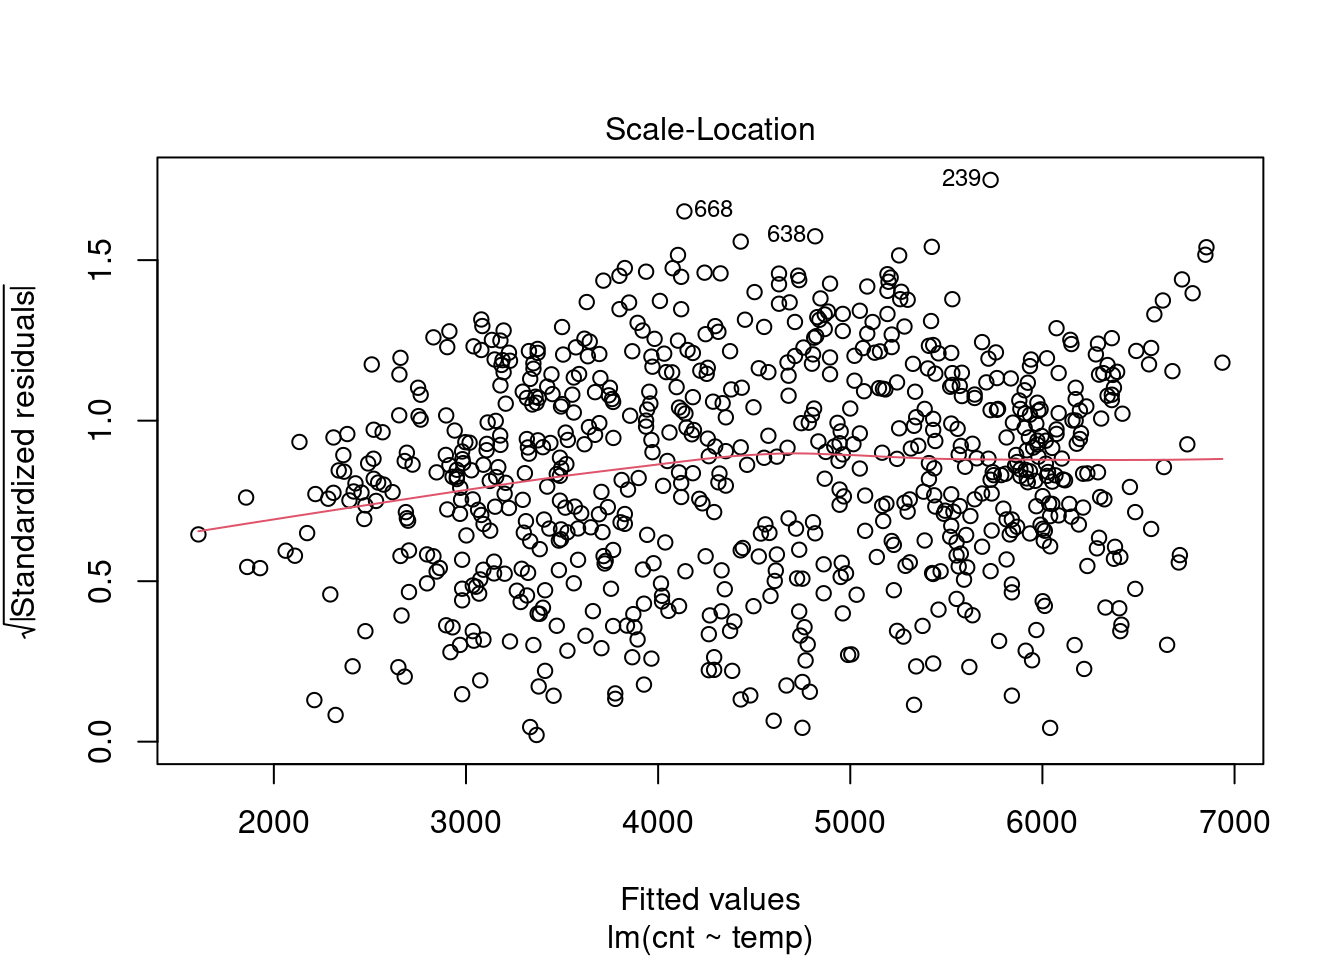 Scale-Location
√|Standardized residuals|
1.5
1.0
0.5
0.0
239
668
638
2000 3000 4000 5000 6000 7000
Fitted values
lm(cnt ~ temp)